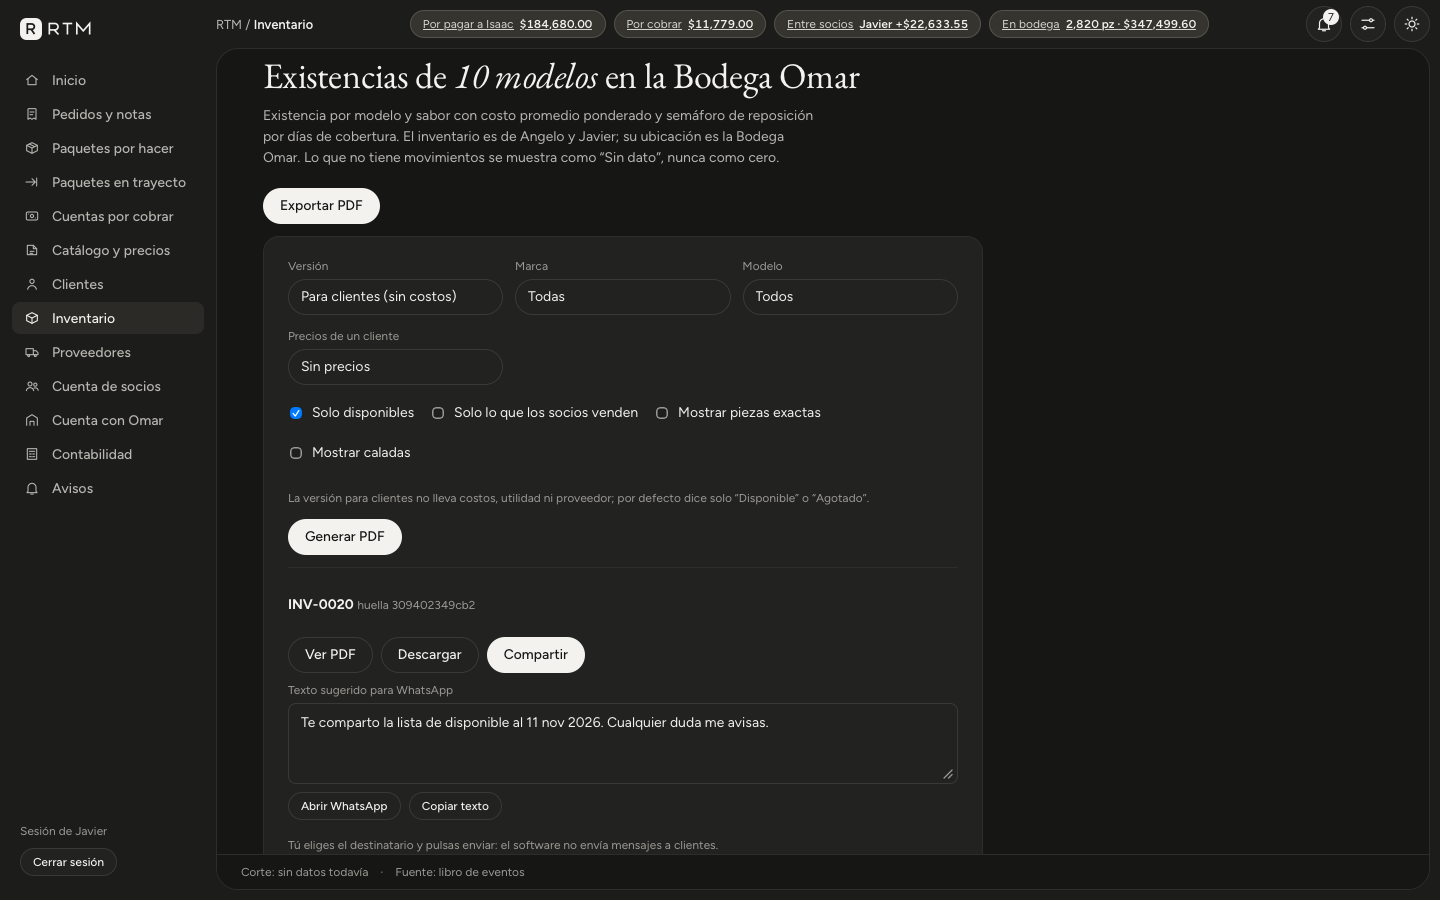 R RTM
RTM / Inventario
Por pagar a Isaac $184,680.00
Por cobrar $11,779.00
Entre socios Javier +$22,633.55
En bodega 2,820 pz · $347,499.60
7
Inicio
Pedidos y notas
Paquetes por hacer
Paquetes en trayecto
Cuentas por cobrar
Catálogo y precios
Clientes
Inventario
Proveedores
Cuenta de socios
Cuenta con Omar
Contabilidad
Avisos
Sesión de Javier
Cerrar sesión
Existencias de 10 modelos en la Bodega Omar
Existencia por modelo y sabor con costo promedio ponderado y semáforo de reposición
por días de cobertura. El inventario es de Angelo y Javier; su ubicación es la Bodega
Omar. Lo que no tiene movimientos se muestra como “Sin dato”, nunca como cero.
Exportar PDF
Versión Marca Modelo
Para clientes (sin costos) Todas Todos
Precios de un cliente
Sin precios
Solo disponibles Solo lo que los socios venden Mostrar piezas exactas
Mostrar caladas
La versión para clientes no lleva costos, utilidad ni proveedor; por defecto dice solo “Disponible” o “Agotado”.
Generar PDF
INV-0020 huella 309402349cb2
Ver PDF Descargar Compartir
Texto sugerido para WhatsApp
Te comparto la lista de disponible al 11 nov 2026. Cualquier duda me avisas.
Abrir WhatsApp Copiar texto
Tú eliges el destinatario y pulsas enviar: el software no envía mensajes a clientes.
Corte: sin datos todavía · Fuente: libro de eventos